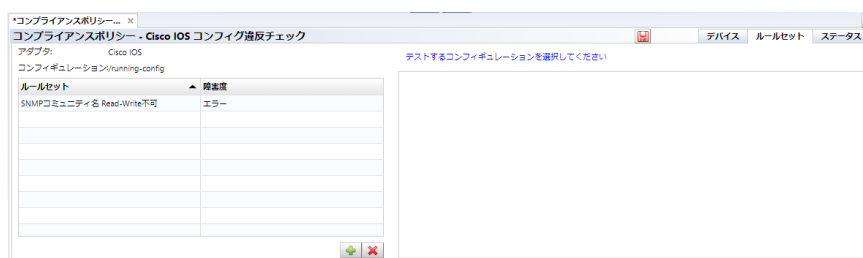 *コンプライアンスポリシー... ×
コンプライアンスポリシー - Cisco IOS コンフィグ違反チェック
デバイス ルールセット ステータス
アダプタ: Cisco IOS
コンフィギュレーション:/running-config
テストするコンフィギュレーションを選択してください
ルールセット 障害度
SNMPコミュニティ名 Read-Write不可 エラー